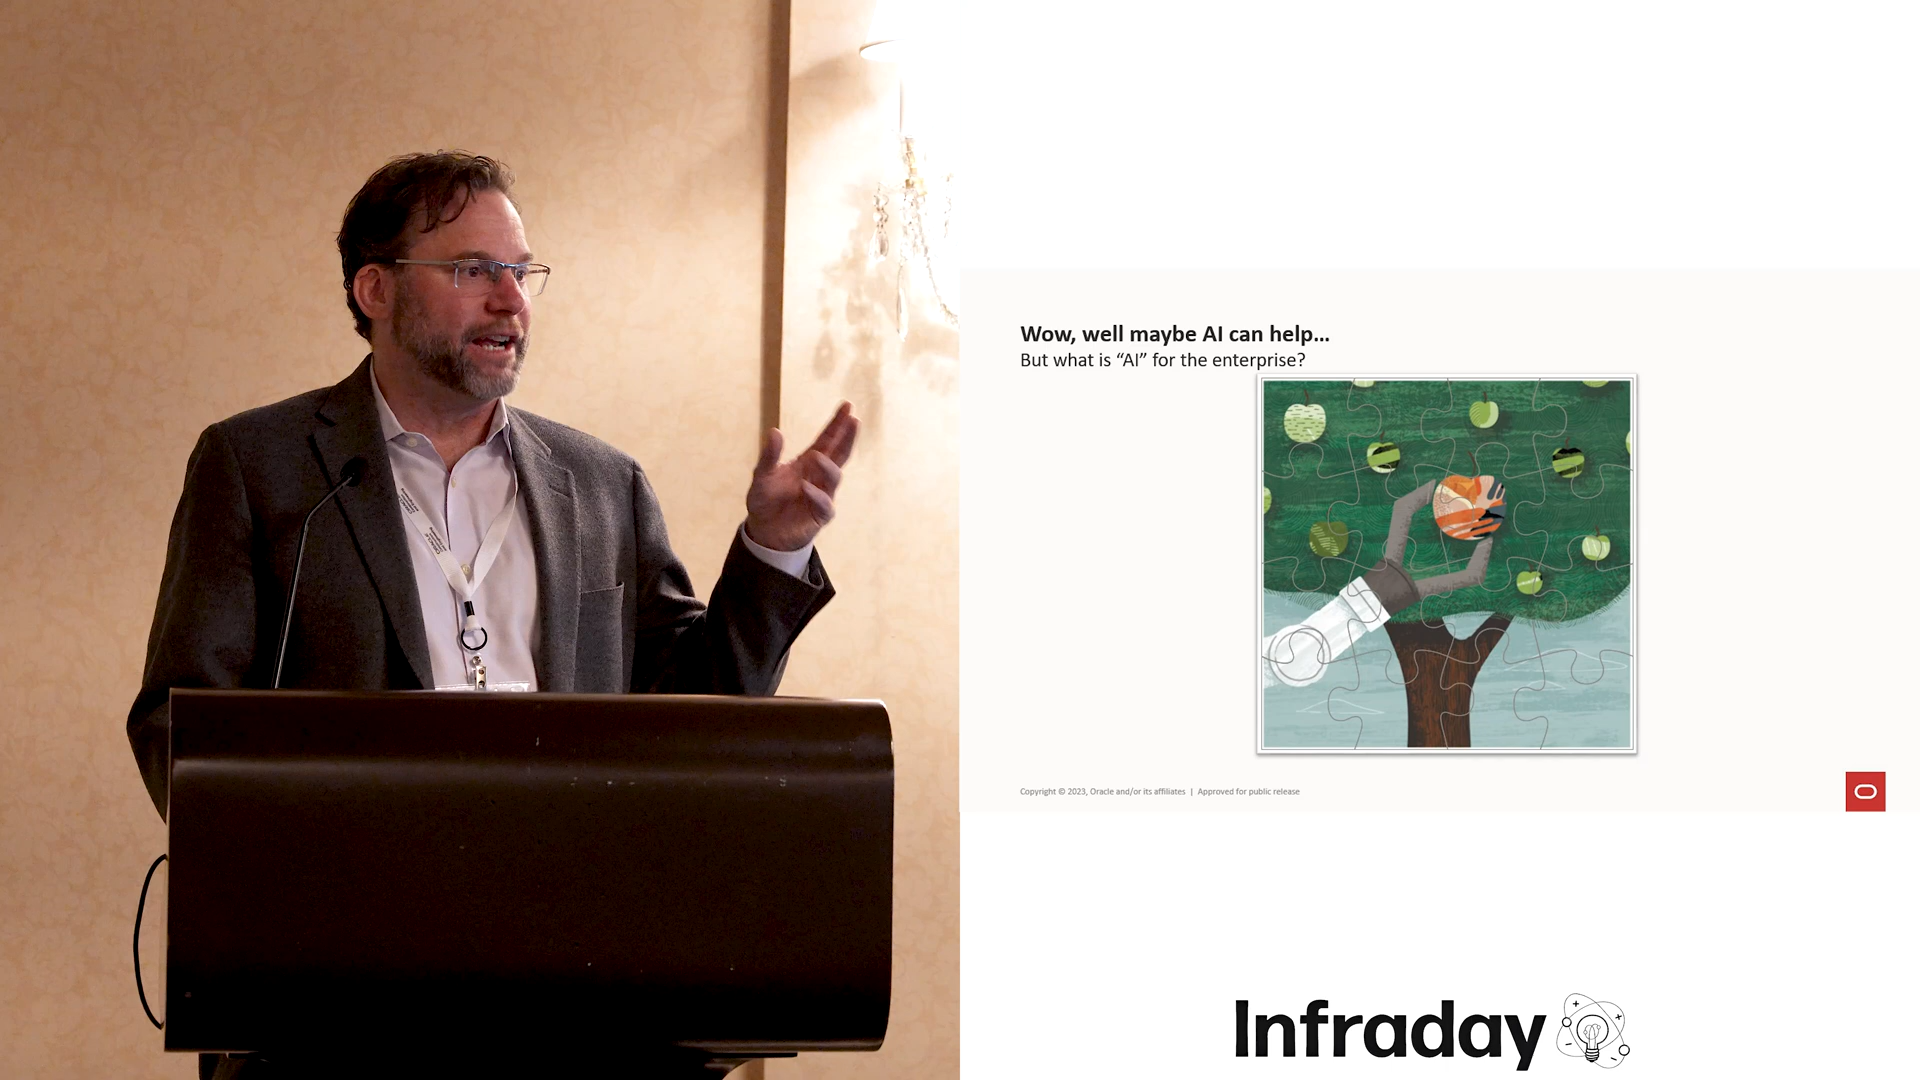 Wow, well maybe AI can help...
But what is “AI” for the enterprise?
Copyright © 2023, Oracle and/or its affiliates | Approved for public release
Infraday